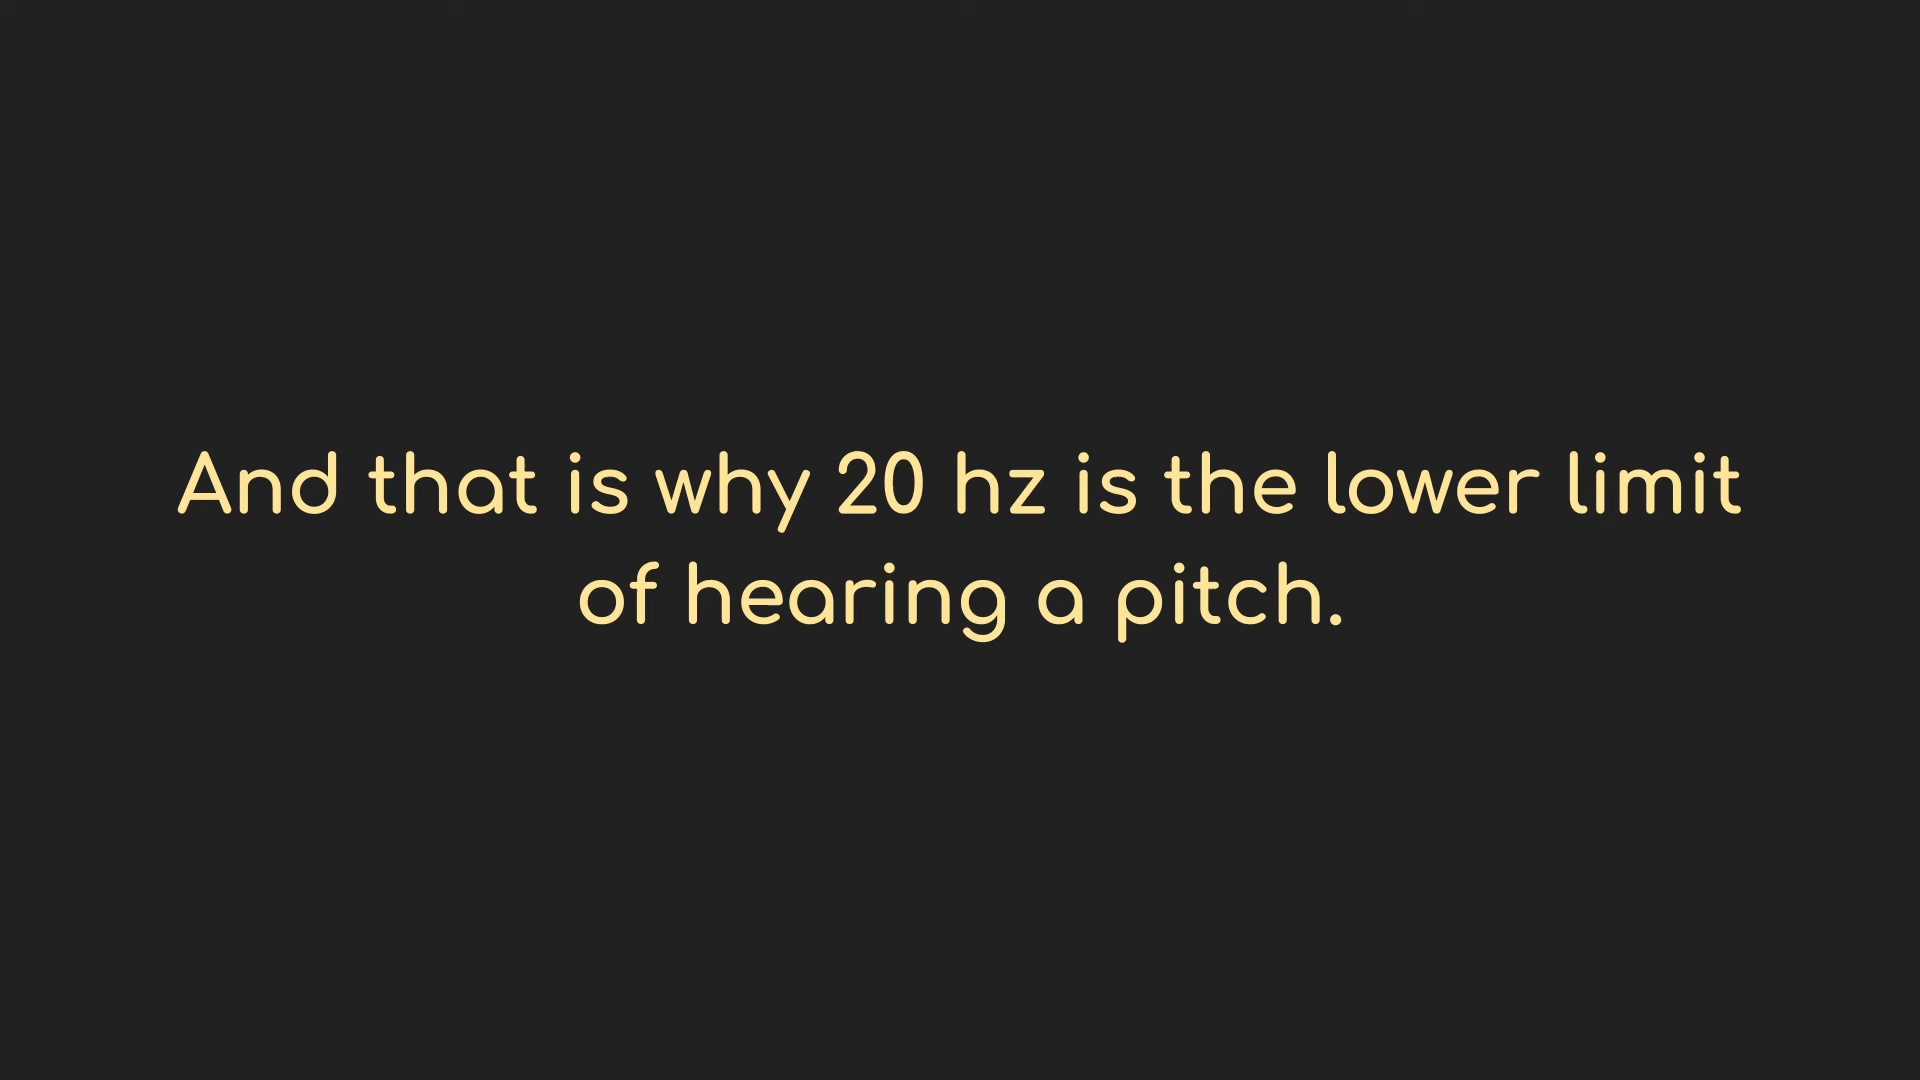 And that is why 20 hz is the lower limit
of hearing a pitch.